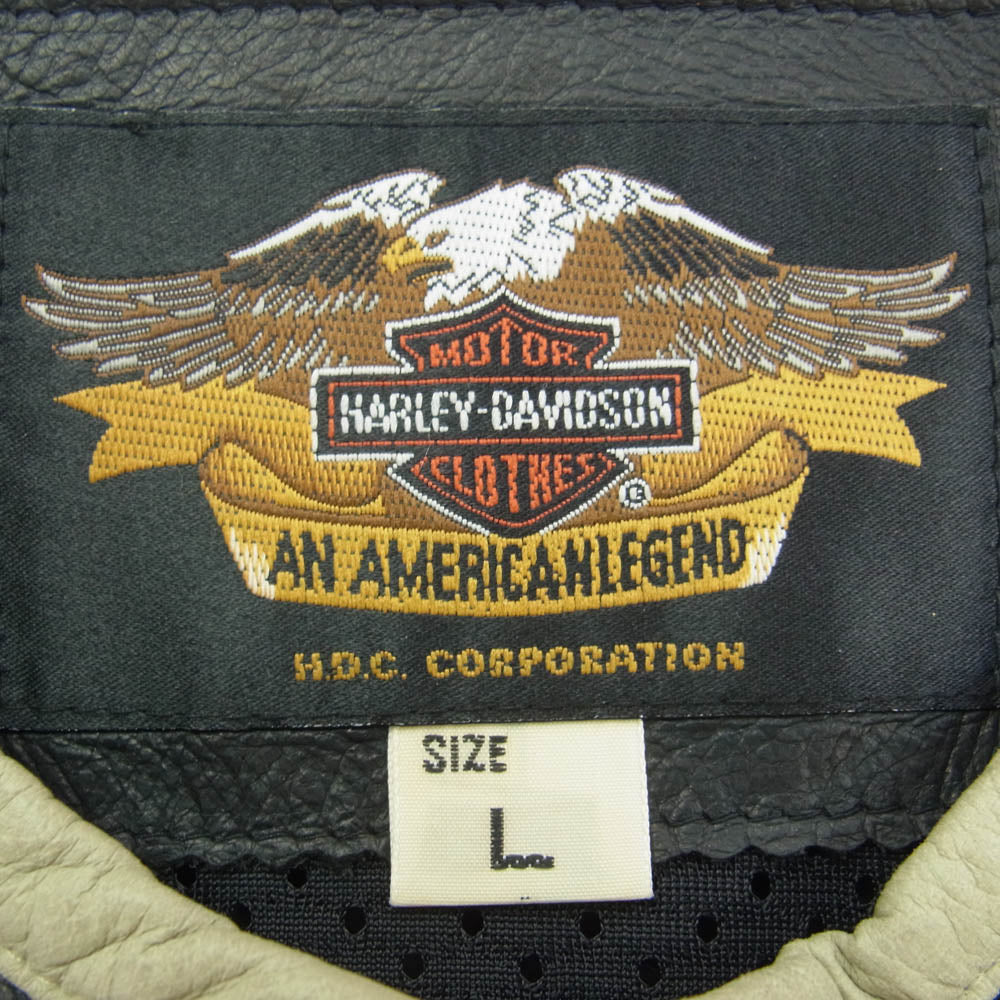 MOTOR
HARLEY-DAVIDSON
CLOTHES
®
AN AMERICAN LEGEND
H.D.C. CORPORATION
SIZE
L